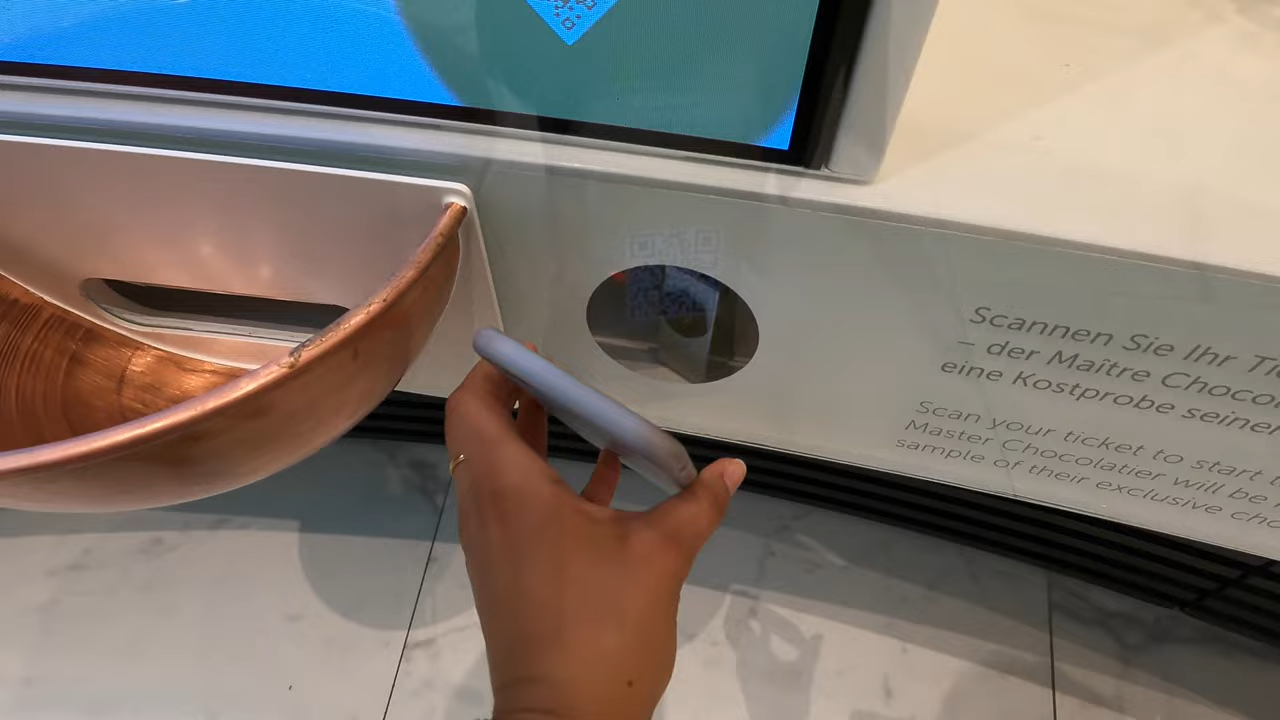 Scannen Sie Ihr
– der Maître
eine Kostprobe seiner
Scan your ticket to start
Master Chocolatier will be
sample of their exclusive